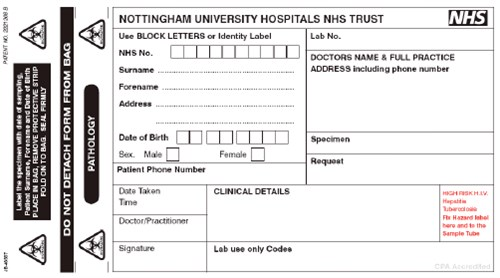 PATENT NO. 2321398 B
Label the specimen with date of sampling.
Patient Surname, Forename and Date of Birth
PLACE IN BAG, REMOVE PROTECTIVE STRIP
FOLD ON TO BAG. SEAL FIRMLY
DO NOT DETACH FORM FROM BAG
PATHOLOGY
NOTTINGHAM UNIVERSITY HOSPITALS NHS TRUST
NHS
Use BLOCK LETTERS or Identity Label
NHS No.
Surname
Forename
Address
Date of Birth
Sex. Male
Female
Patient Phone Number
Lab No.
DOCTORS NAME & FULL PRACTICE
ADDRESS including phone number
Specimen
Request
Date Taken
Time
Doctor/Practitioner
Signature
CLINICAL DETAILS
Lab use only Codes
HIGH RISK H.I.V.
Hepatitis
Tuberculosis
Fix Hazard label
here and to the
Sample Tube
CPA Accredited